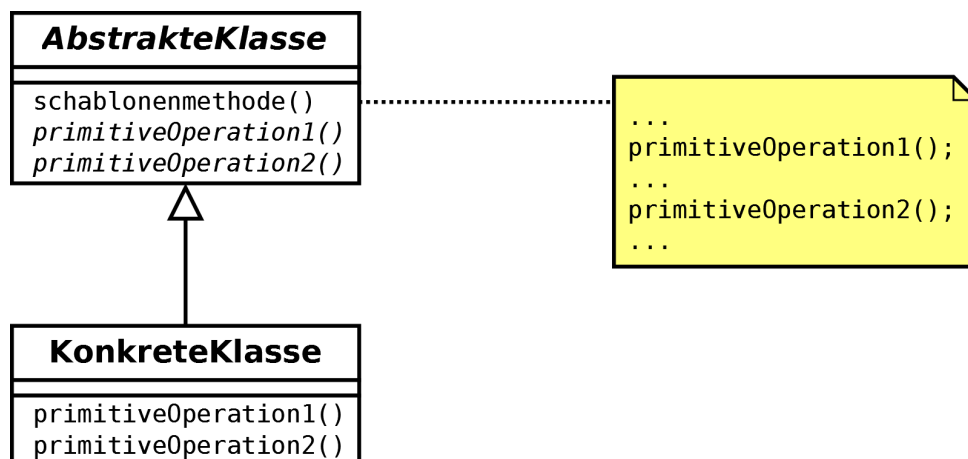 AbstrakteKlasse
schablonenmethode()
primitiveOperation1()
primitiveOperation2()
...
primitiveOperation1();
...
primitiveOperation2();
...
KonkreteKlasse
primitiveOperation1()
primitiveOperation2()